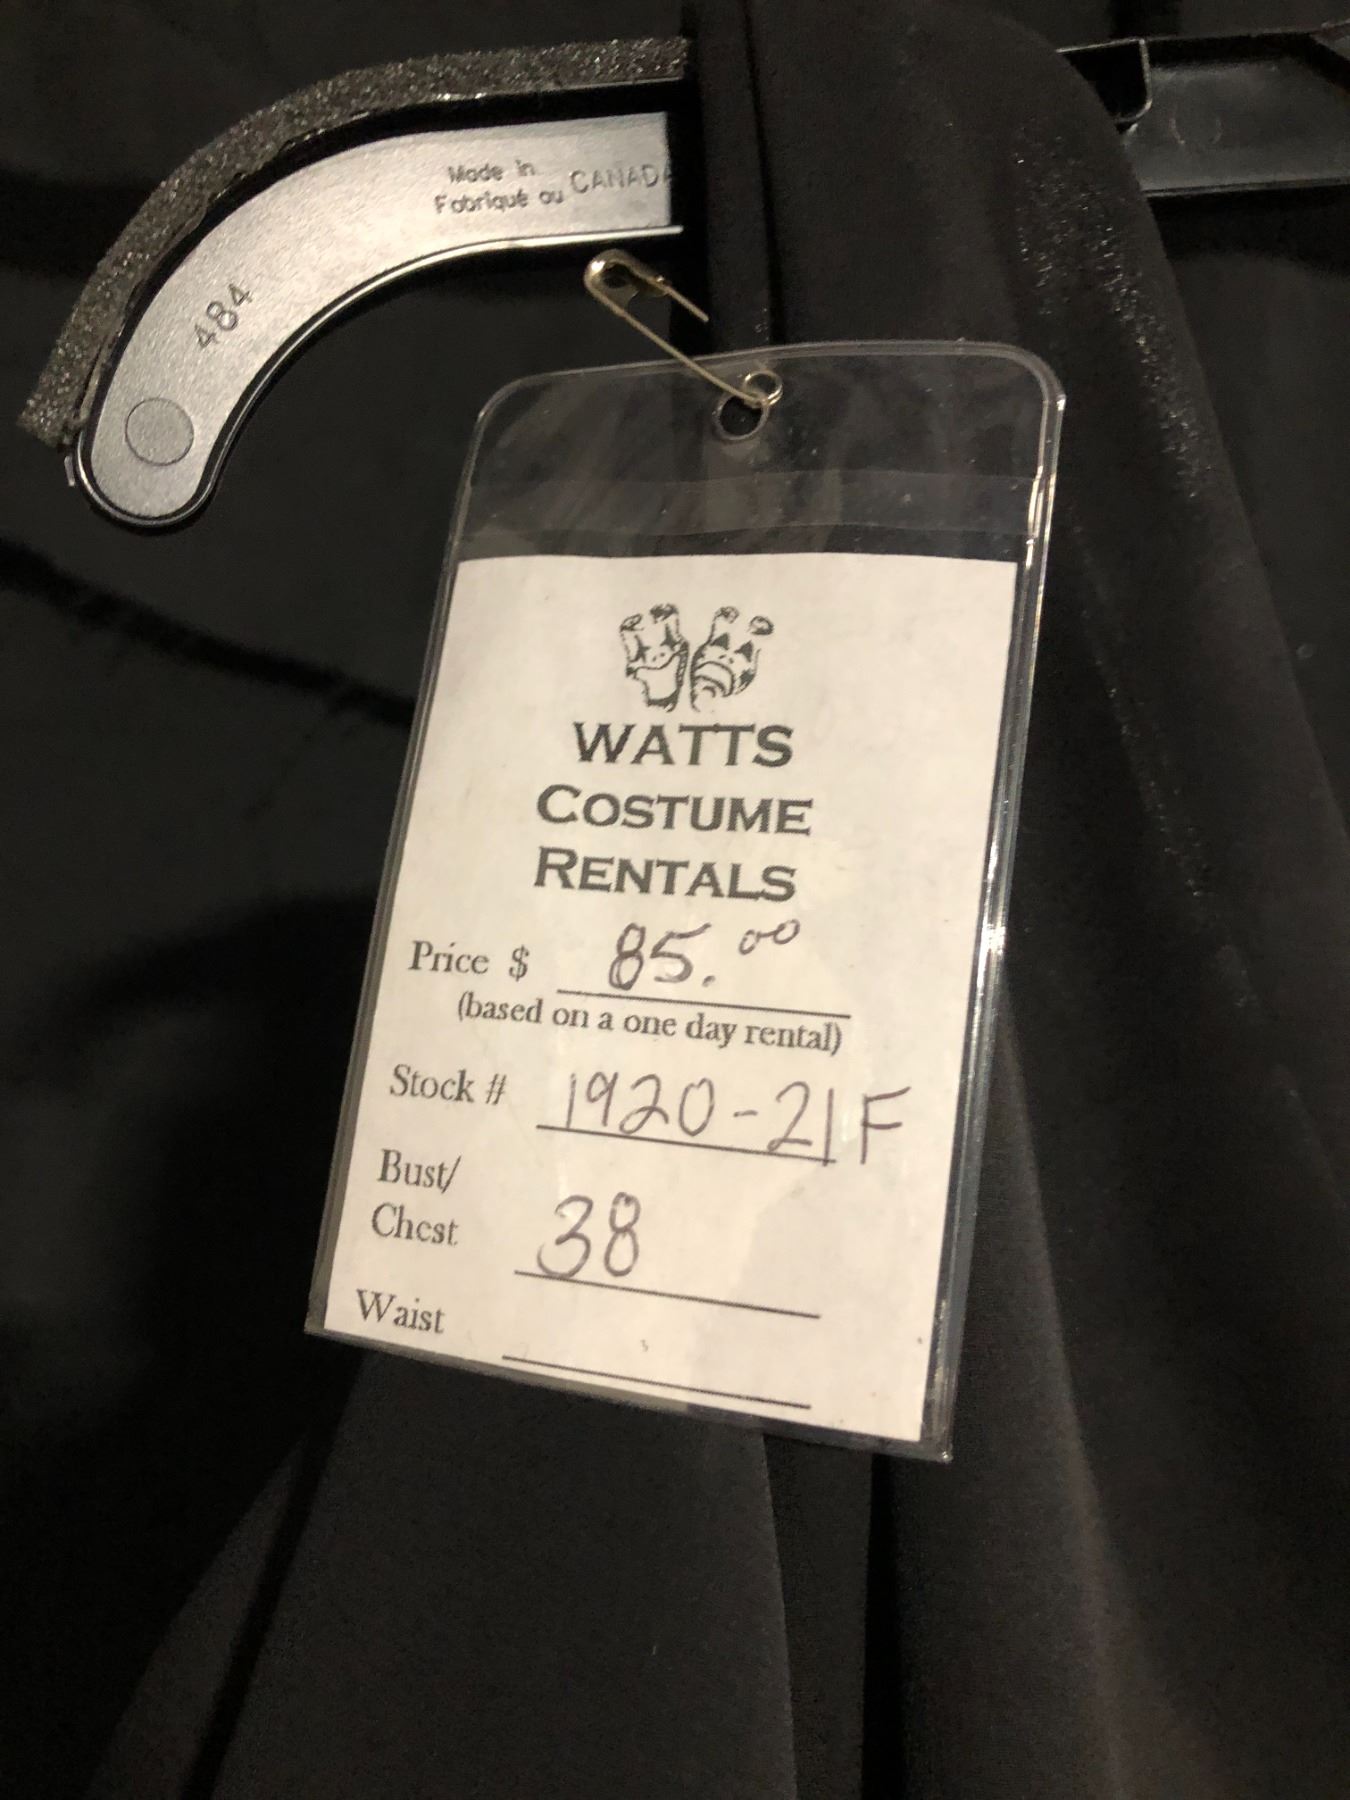 Made in
Fabriqué au CANADA
484
WATTS
COSTUME
RENTALS
Price $ 85.00
(based on a one day rental)
Stock # 1920-21F
Bust/
Chest 38
Waist